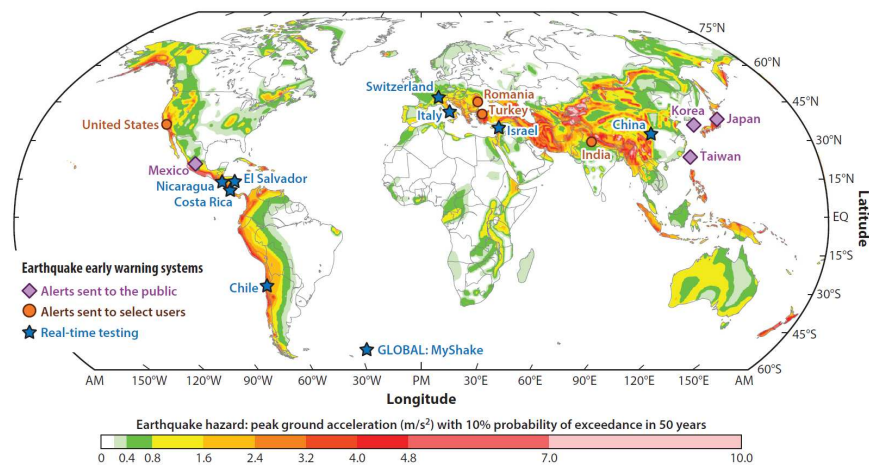 75°N
60°N
45°N
30°N
15°N
EQ
15°S
30°S
45°S
60°S
Latitude
Switzerland
Romania
Turkey
Italy
Israel
China
Korea
Japan
India
Taiwan
United States
Mexico
Nicaragua
El Salvador
Costa Rica
Chile
GLOBAL: MyShake
Earthquake early warning systems
Alerts sent to the public
Alerts sent to select users
Real-time testing
AM 150°W 120°W 90°W 60°W 30°W PM 30°E 60°E 90°E 120°E 150°E AM
Longitude
Earthquake hazard: peak ground acceleration (m/s²) with 10% probability of exceedance in 50 years
0 0.4 0.8 1.6 2.4 3.2 4.0 4.8 7.0 10.0